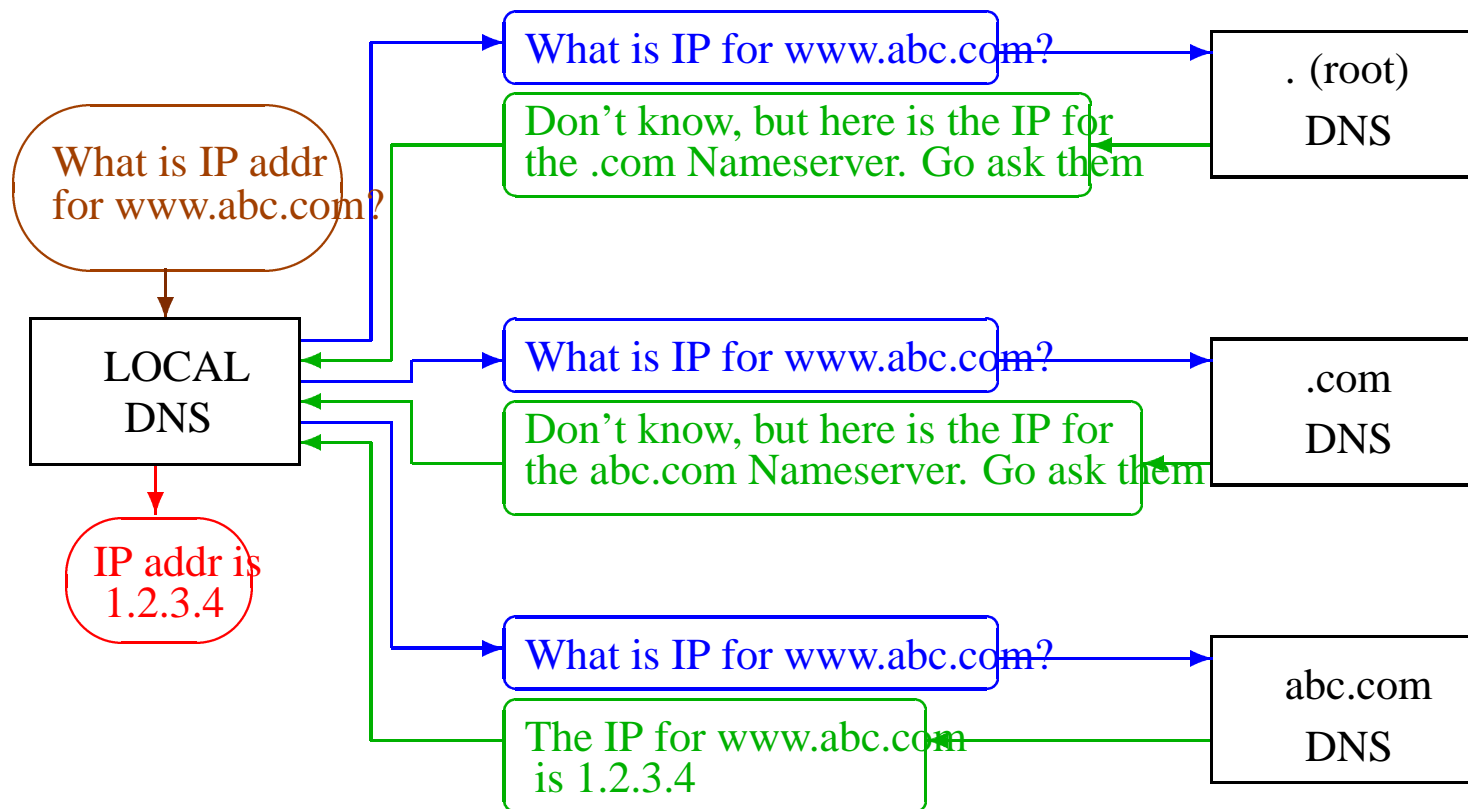 What is IP for www.abc.com?
. (root)
DNS
Don't know, but here is the IP for
the .com Nameserver. Go ask them
What is IP addr
for www.abc.com?
LOCAL
DNS
What is IP for www.abc.com?
.com
DNS
Don't know, but here is the IP for
the abc.com Nameserver. Go ask them
IP addr is
1.2.3.4
What is IP for www.abc.com?
abc.com
DNS
The IP for www.abc.com
is 1.2.3.4